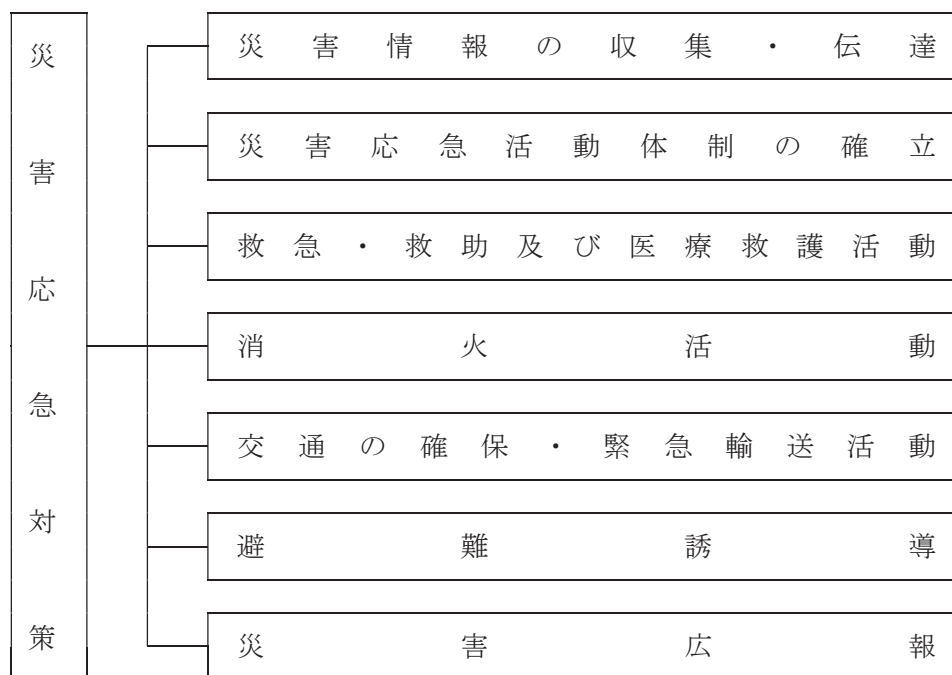 災害応急対策
災害情報の収集・伝達
災害応急活動体制の確立
救急・救助及び医療救護活動
消火活動
交通の確保・緊急輸送活動
避難誘導
災害広報